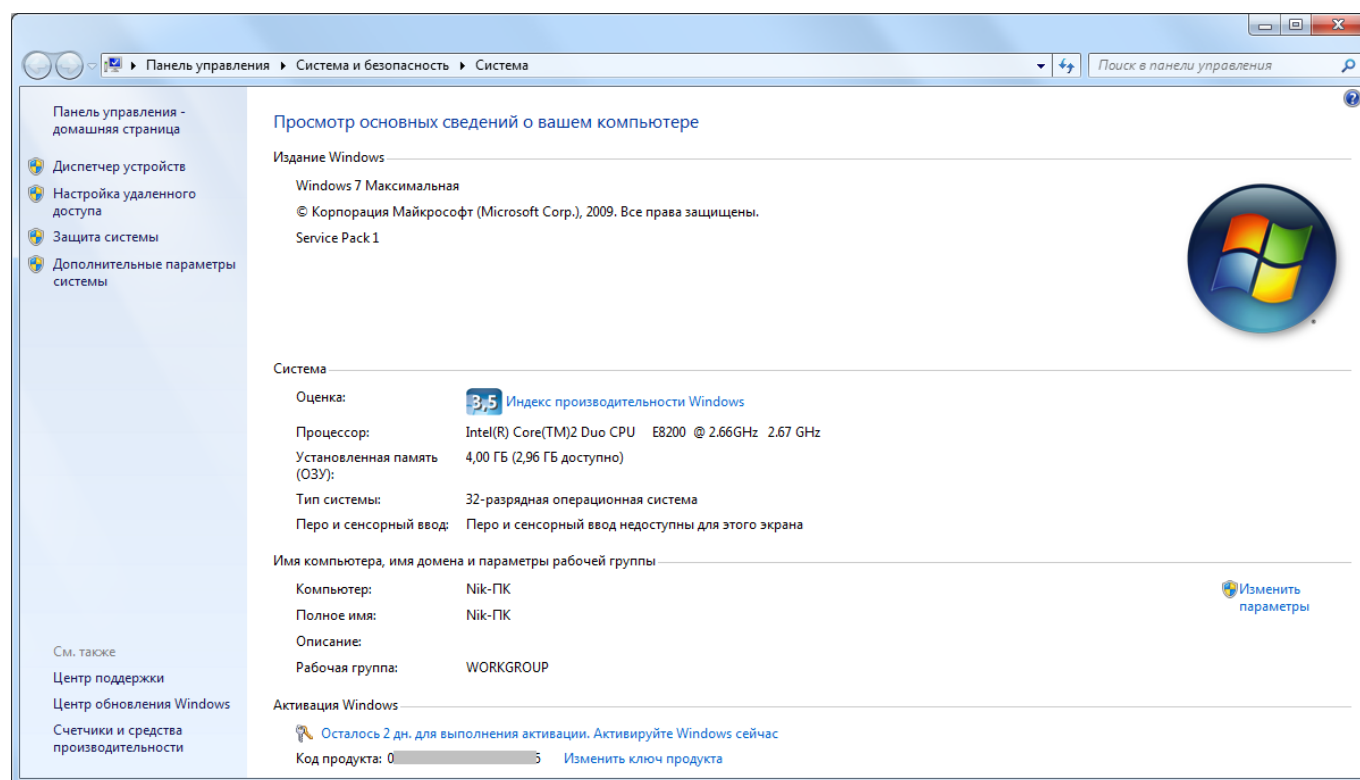 Панель управления ▸ Система и безопасность ▸ Система
Поиск в панели управления
Панель управления -
домашняя страница
Диспетчер устройств
Настройка удаленного
доступа
Защита системы
Дополнительные параметры
системы
См. также
Центр поддержки
Центр обновления Windows
Счетчики и средства
производительности
Просмотр основных сведений о вашем компьютере
Издание Windows
Windows 7 Максимальная
© Корпорация Майкрософт (Microsoft Corp.), 2009. Все права защищены.
Service Pack 1
Система
Оценка: 3,5 Индекс производительности Windows
Процессор: Intel(R) Core(TM)2 Duo CPU E8200 @ 2.66GHz 2.67 GHz
Установленная память 4,00 ГБ (2,96 ГБ доступно)
(ОЗУ):
Тип системы: 32-разрядная операционная система
Перо и сенсорный ввод: Перо и сенсорный ввод недоступны для этого экрана
Имя компьютера, имя домена и параметры рабочей группы
Компьютер: Nik-ПК
Изменить
параметры
Полное имя: Nik-ПК
Описание:
Рабочая группа: WORKGROUP
Активация Windows
Осталось 2 дн. для выполнения активации. Активируйте Windows сейчас
Код продукта: 0 5 Изменить ключ продукта